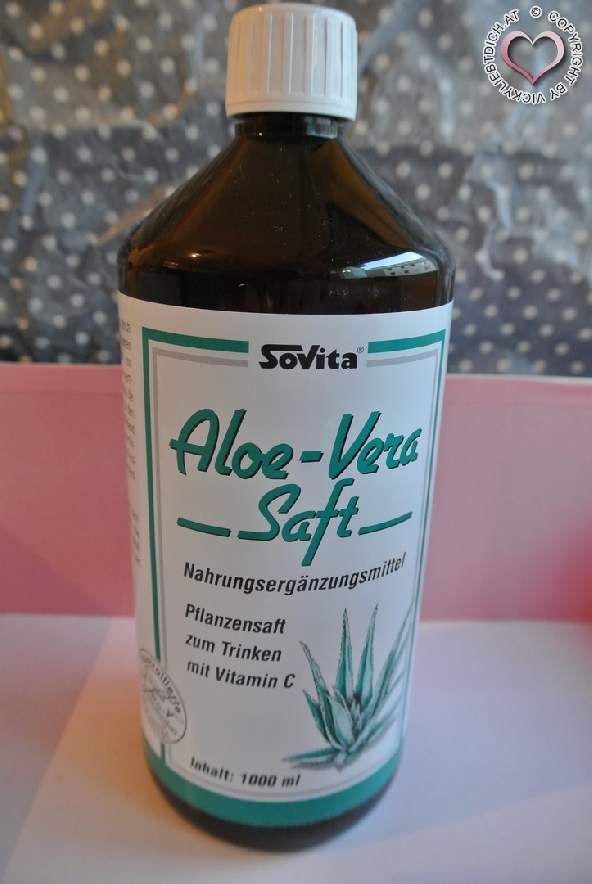 VICKYLIEBTDICH.AT © COPYRIGHT BY
SoVita®
Aloe-Vera
Saft
Nahrungsergänzungsmittel
Pflanzensaft
zum Trinken
mit Vitamin C
Inhalt: 1000 ml